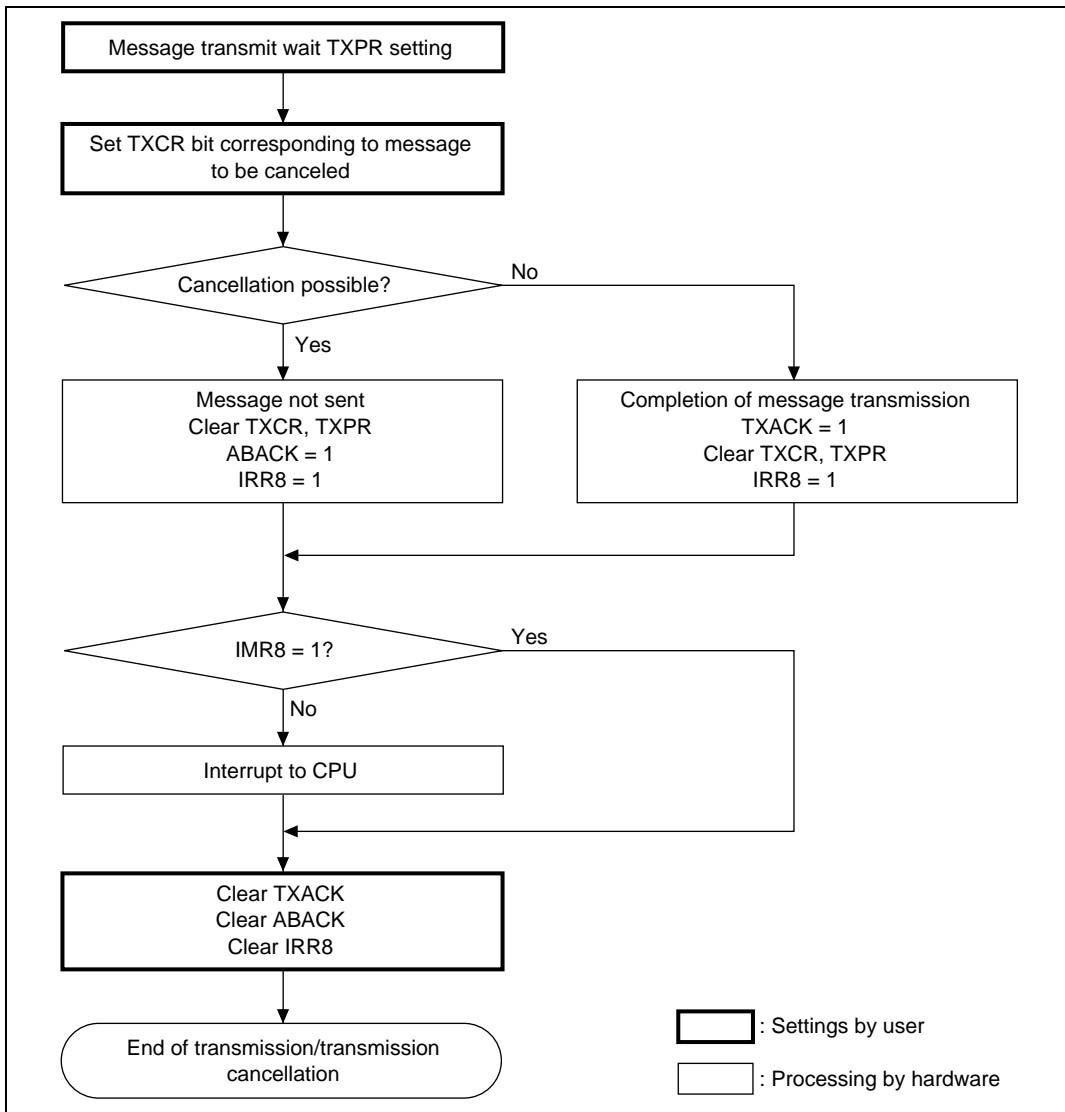 Message transmit wait TXPR setting
Set TXCR bit corresponding to message
to be canceled
Cancellation possible?
No
Yes
Message not sent
Clear TXCR, TXPR
ABACK = 1
IRR8 = 1
Completion of message transmission
TXACK = 1
Clear TXCR, TXPR
IRR8 = 1
IMR8 = 1?
Yes
No
Interrupt to CPU
Clear TXACK
Clear ABACK
Clear IRR8
End of transmission/transmission
cancellation
: Settings by user
: Processing by hardware